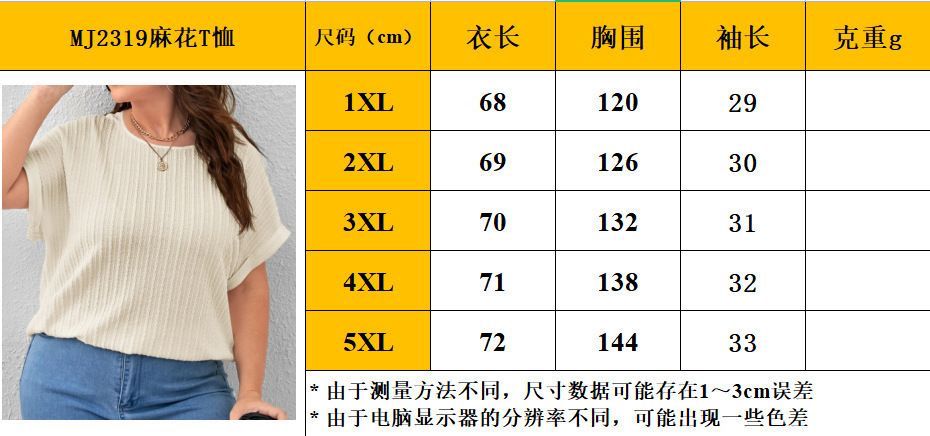 MJ2319麻花T恤 尺码（cm） 衣长 胸围 袖长 克重g
1XL 68 120 29
2XL 69 126 30
3XL 70 132 31
4XL 71 138 32
5XL 72 144 33
* 由于测量方法不同，尺寸数据可能存在1～3cm误差
* 由于电脑显示器的分辨率不同，可能出现一些色差